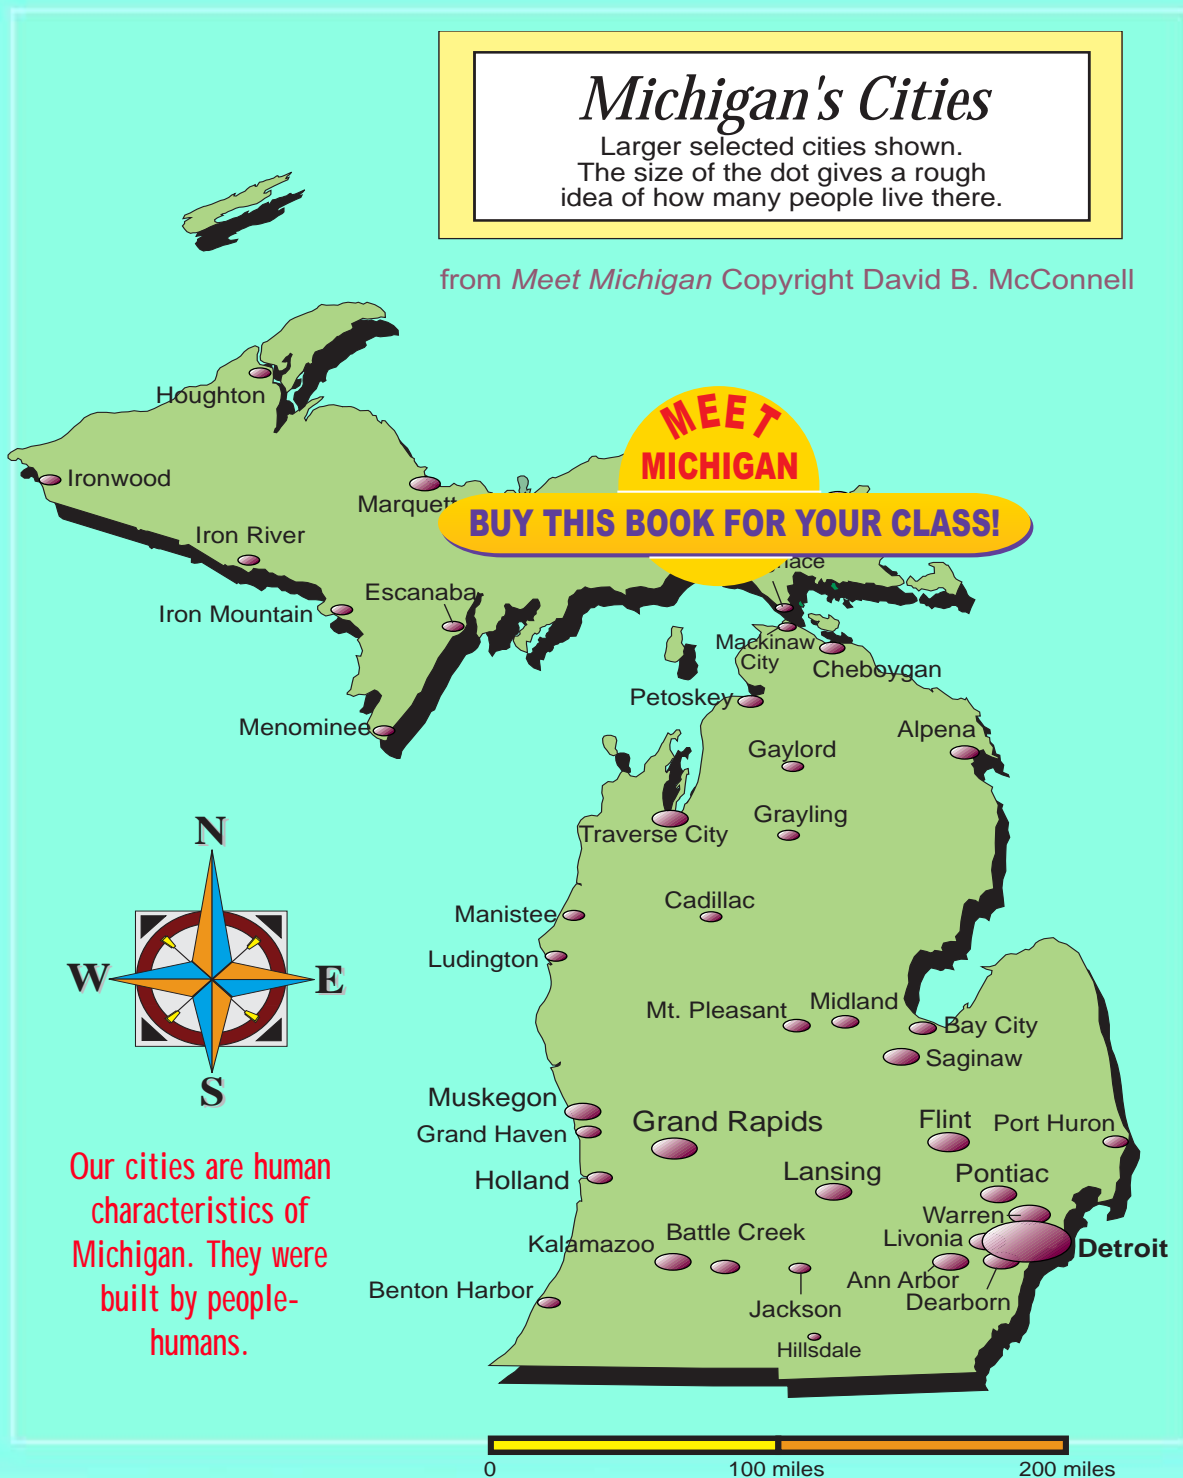 Michigan's Cities
Larger selected cities shown.
The size of the dot gives a rough
idea of how many people live there.
from Meet Michigan Copyright David B. McConnell
Houghton
MEET
MICHIGAN
Ironwood
BUY THIS BOOK FOR YOUR CLASS!
Iron River
Escanaba
Iron Mountain
Mackinaw
City
Cheboygan
Petoskey
Menominee
Alpena
Gaylord
Grayling
Traverse City
N
W
E
S
Cadillac
Manistee
Ludington
Mt. Pleasant
Midland
Bay City
Saginaw
Muskegon
Grand Haven
Grand Rapids
Flint
Port Huron
Holland
Lansing
Pontiac
Warren
Livonia
Detroit
Battle Creek
Kalamazoo
Ann Arbor
Dearborn
Benton Harbor
Jackson
Hillsdale
Our cities are human
characteristics of
Michigan. They were
built by people-
humans.
0
100 miles
200 miles